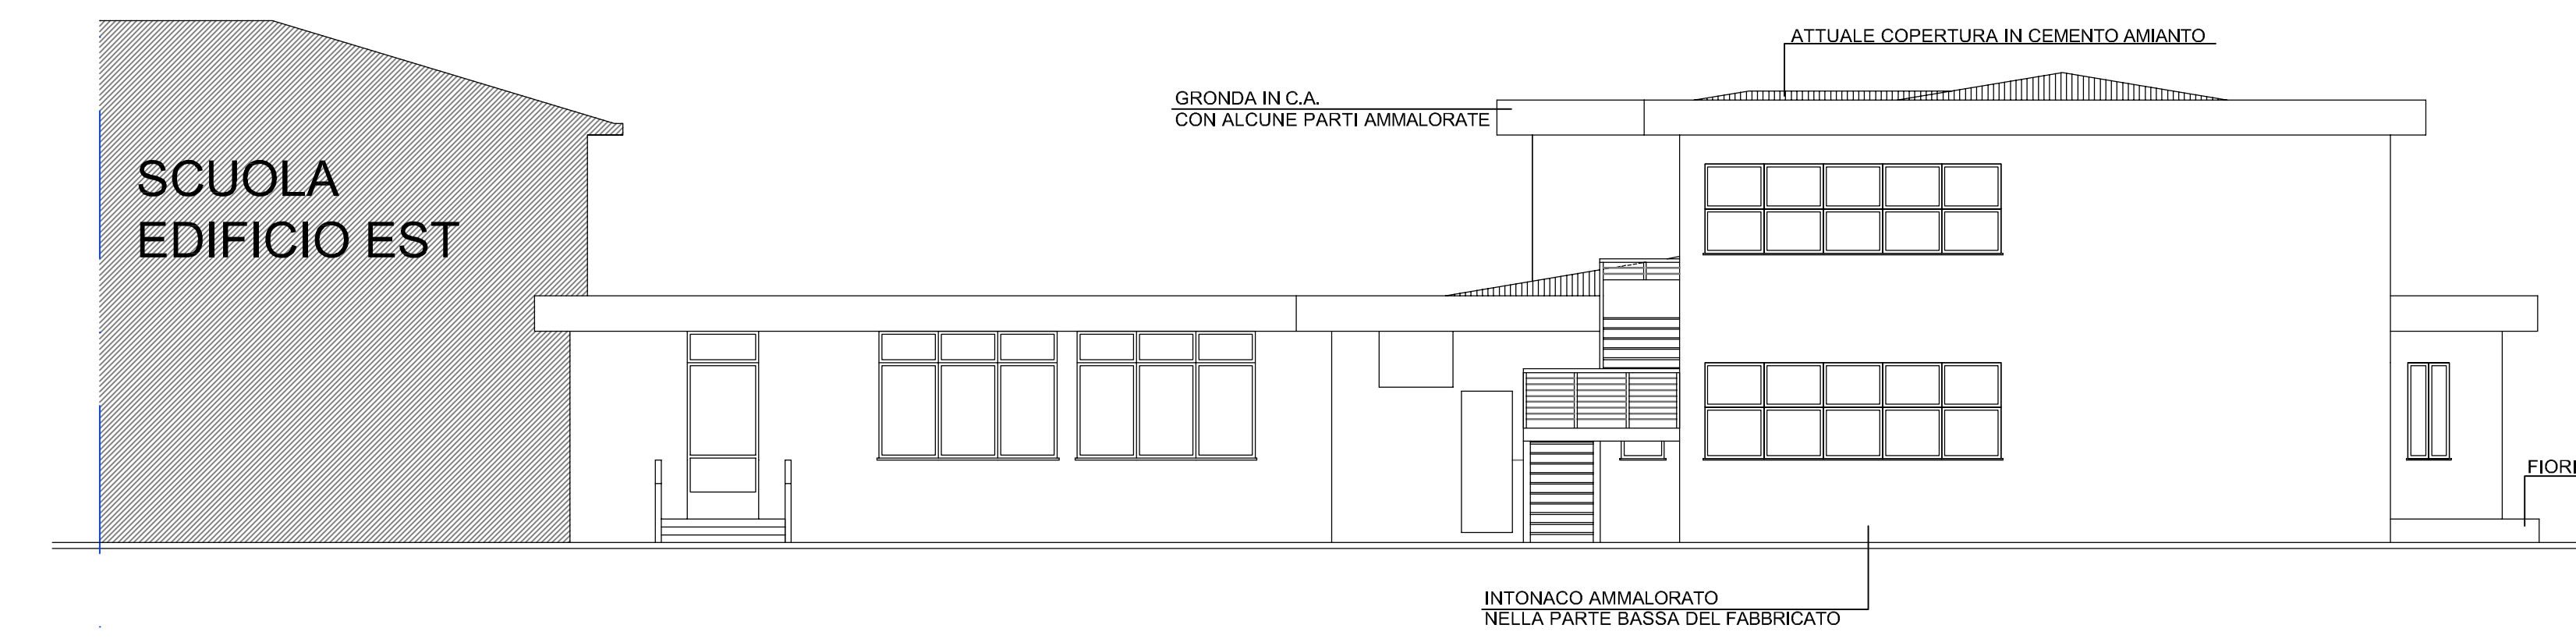 ATTUALE COPERTURA IN CEMENTO AMIANTO
GRONDA IN C.A.
CON ALCUNE PARTI AMMALORATE
SCUOLA
EDIFICIO EST
FIORI
INTONACO AMMALORATO
NELLA PARTE BASSA DEL FABBRICATO